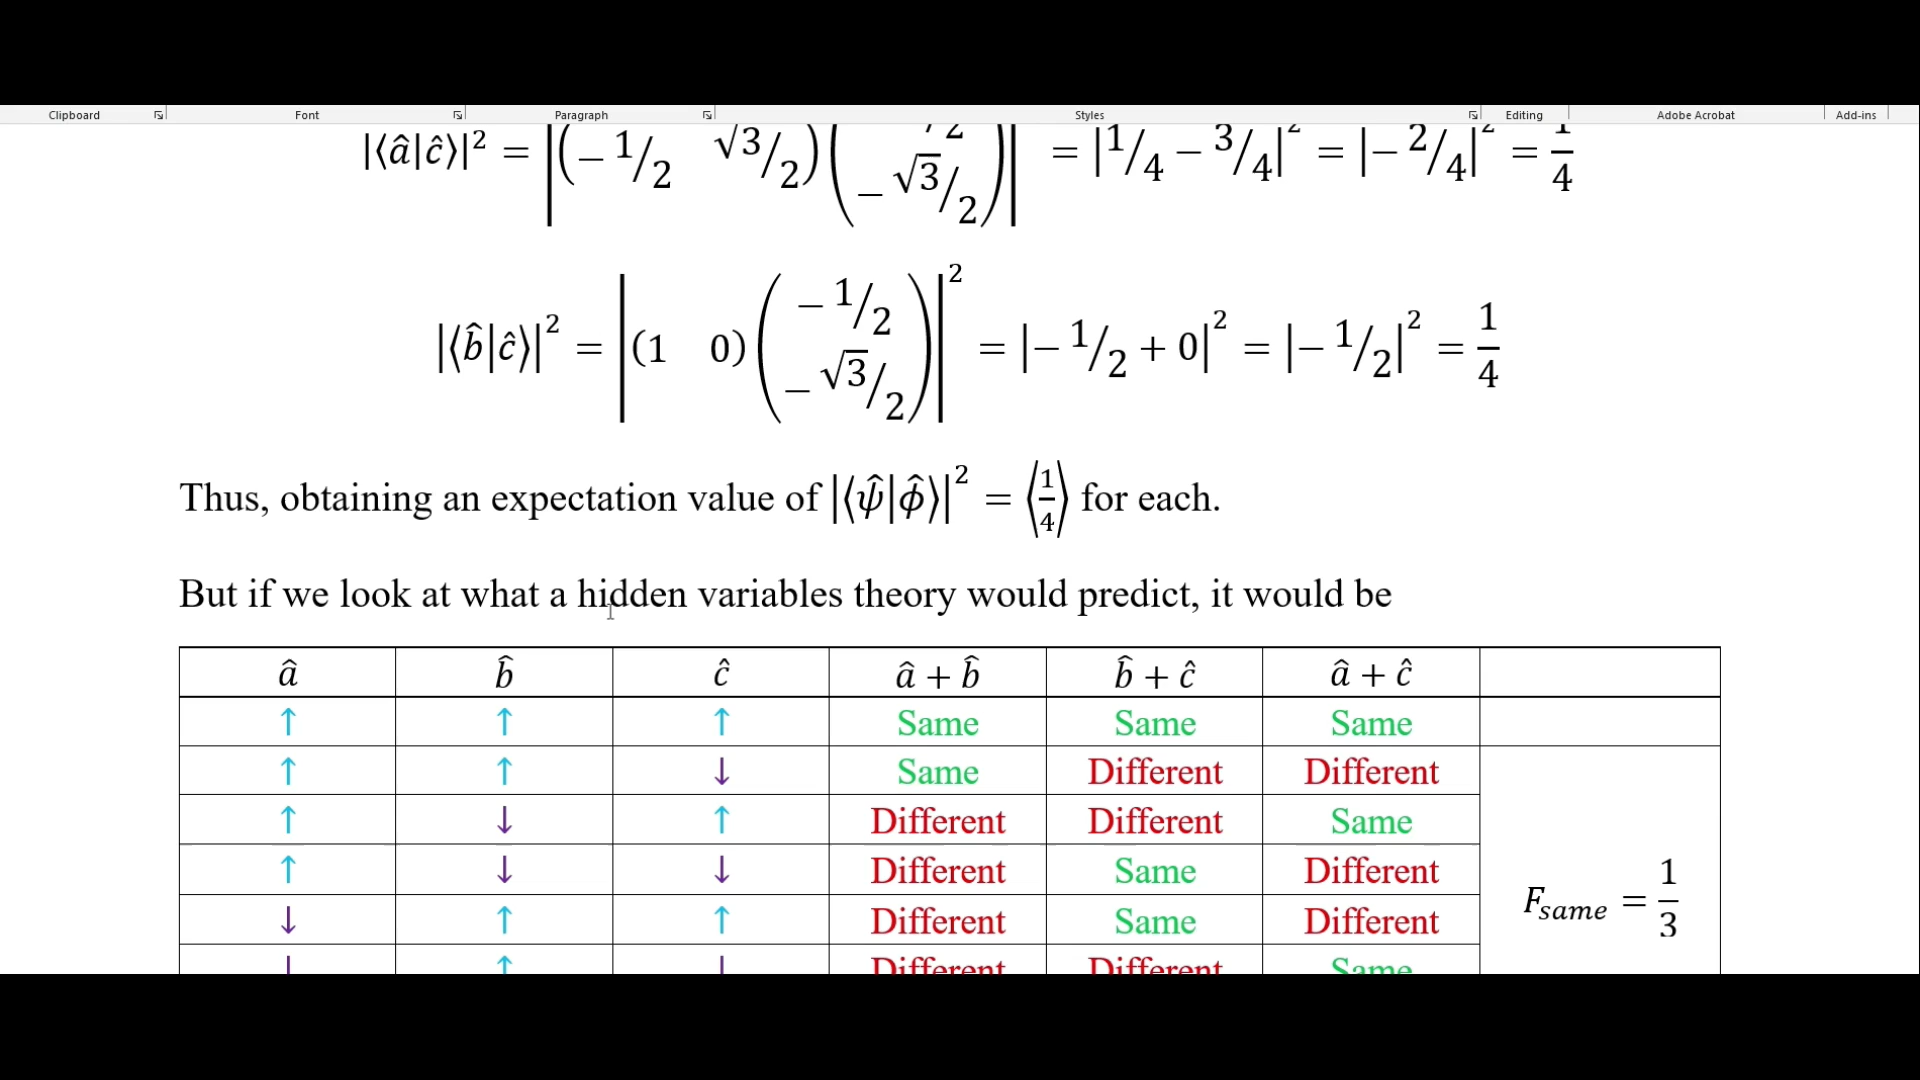 Clipboard Font Paragraph Styles Editing Adobe Acrobat Add-ins
|⟨â|ĉ⟩|² = |(−1/2 √3/2)( −√3/2)| = |1/4 − 3/4|² = |−2/4|² = 1/4
|⟨b̂|ĉ⟩|² = |(1 0)(−1/2 −√3/2)|² = |−1/2 + 0|² = |−1/2|² = 1/4
Thus, obtaining an expectation value of |⟨ψ̂|ϕ̂⟩|² = ⟨1/4⟩ for each.
But if we look at what a hidden variables theory would predict, it would be
â b̂ ĉ â + b̂ b̂ + ĉ â + ĉ
↑ ↑ ↑ Same Same Same
↑ ↑ ↓ Same Different Different
↑ ↓ ↑ Different Different Same
↑ ↓ ↓ Different Same Different
↓ ↑ ↑ Different Same Different
F_same = 1/3
↓ ↑ ↓ Different Different Same